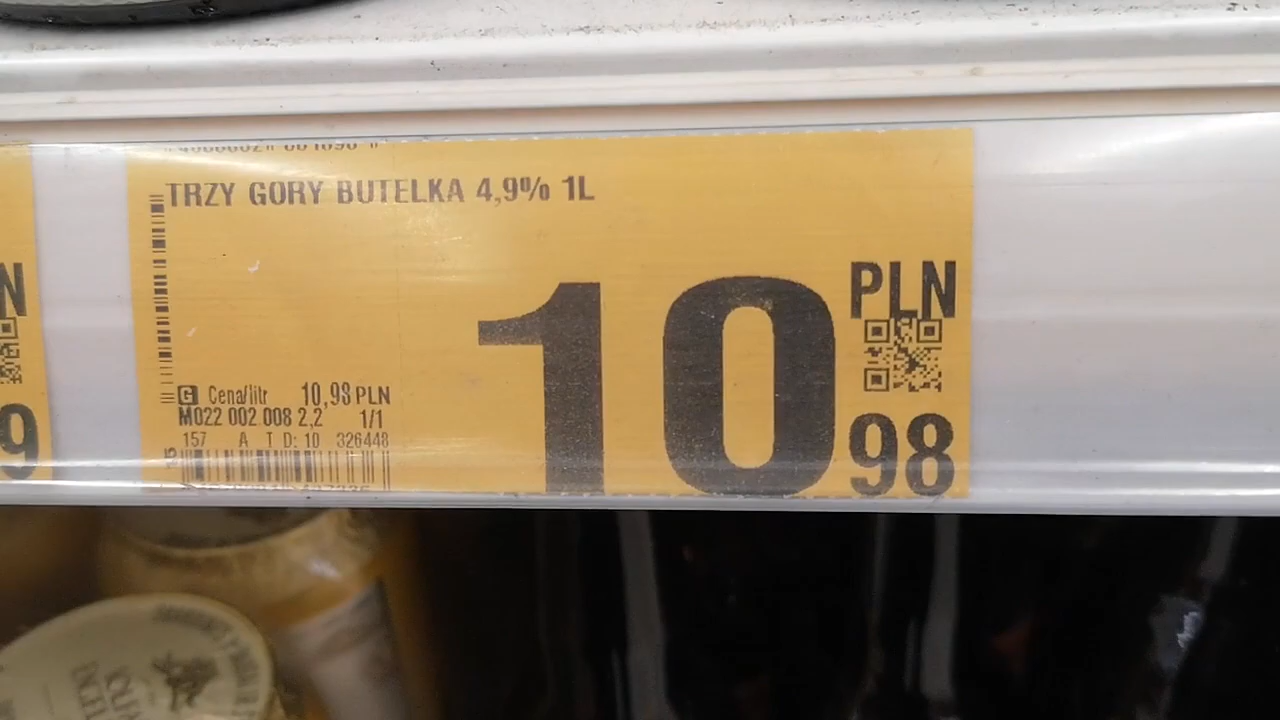 TRZY GORY BUTELKA 4,9% 1L
PLN
10
98
G Cena/litr 10,98 PLN
M022 002 008 2,2 1/1
157 A T D: 10 326448
N
9